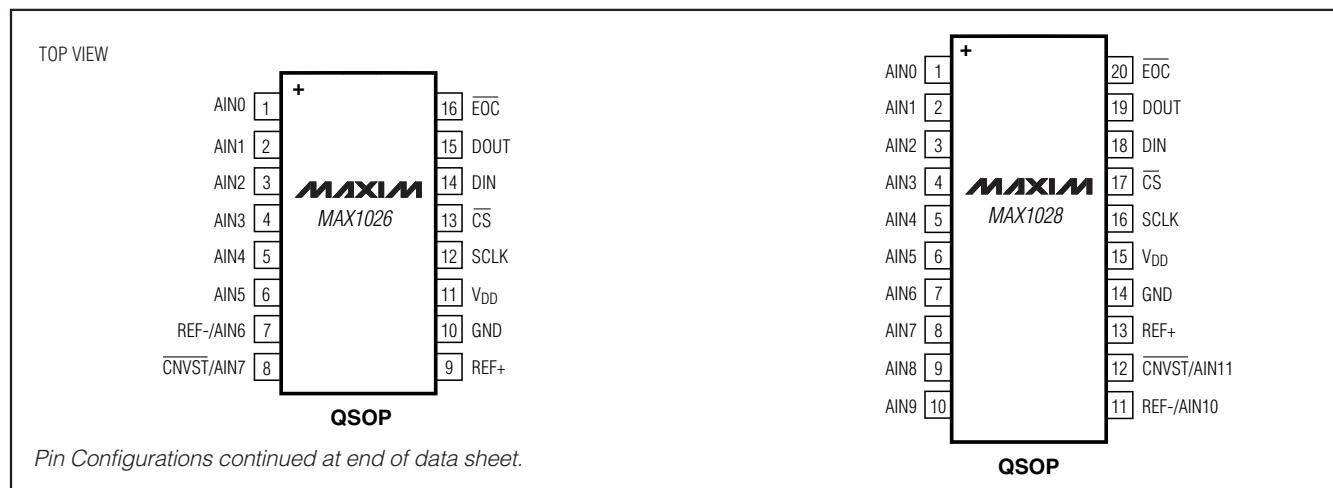 TOP VIEW
+
AIN0 1
AIN1 2
AIN2 3
AIN3 4
AIN4 5
AIN5 6
REF-/AIN6 7
CNVST/AIN7 8
MAXIM
MAX1026
16 EOC
15 DOUT
14 DIN
13 CS
12 SCLK
11 VDD
10 GND
9 REF+
QSOP
Pin Configurations continued at end of data sheet.
+
AIN0 1
AIN1 2
AIN2 3
AIN3 4
AIN4 5
AIN5 6
AIN6 7
AIN7 8
AIN8 9
AIN9 10
MAXIM
MAX1028
20 EOC
19 DOUT
18 DIN
17 CS
16 SCLK
15 VDD
14 GND
13 REF+
12 CNVST/AIN11
11 REF-/AIN10
QSOP